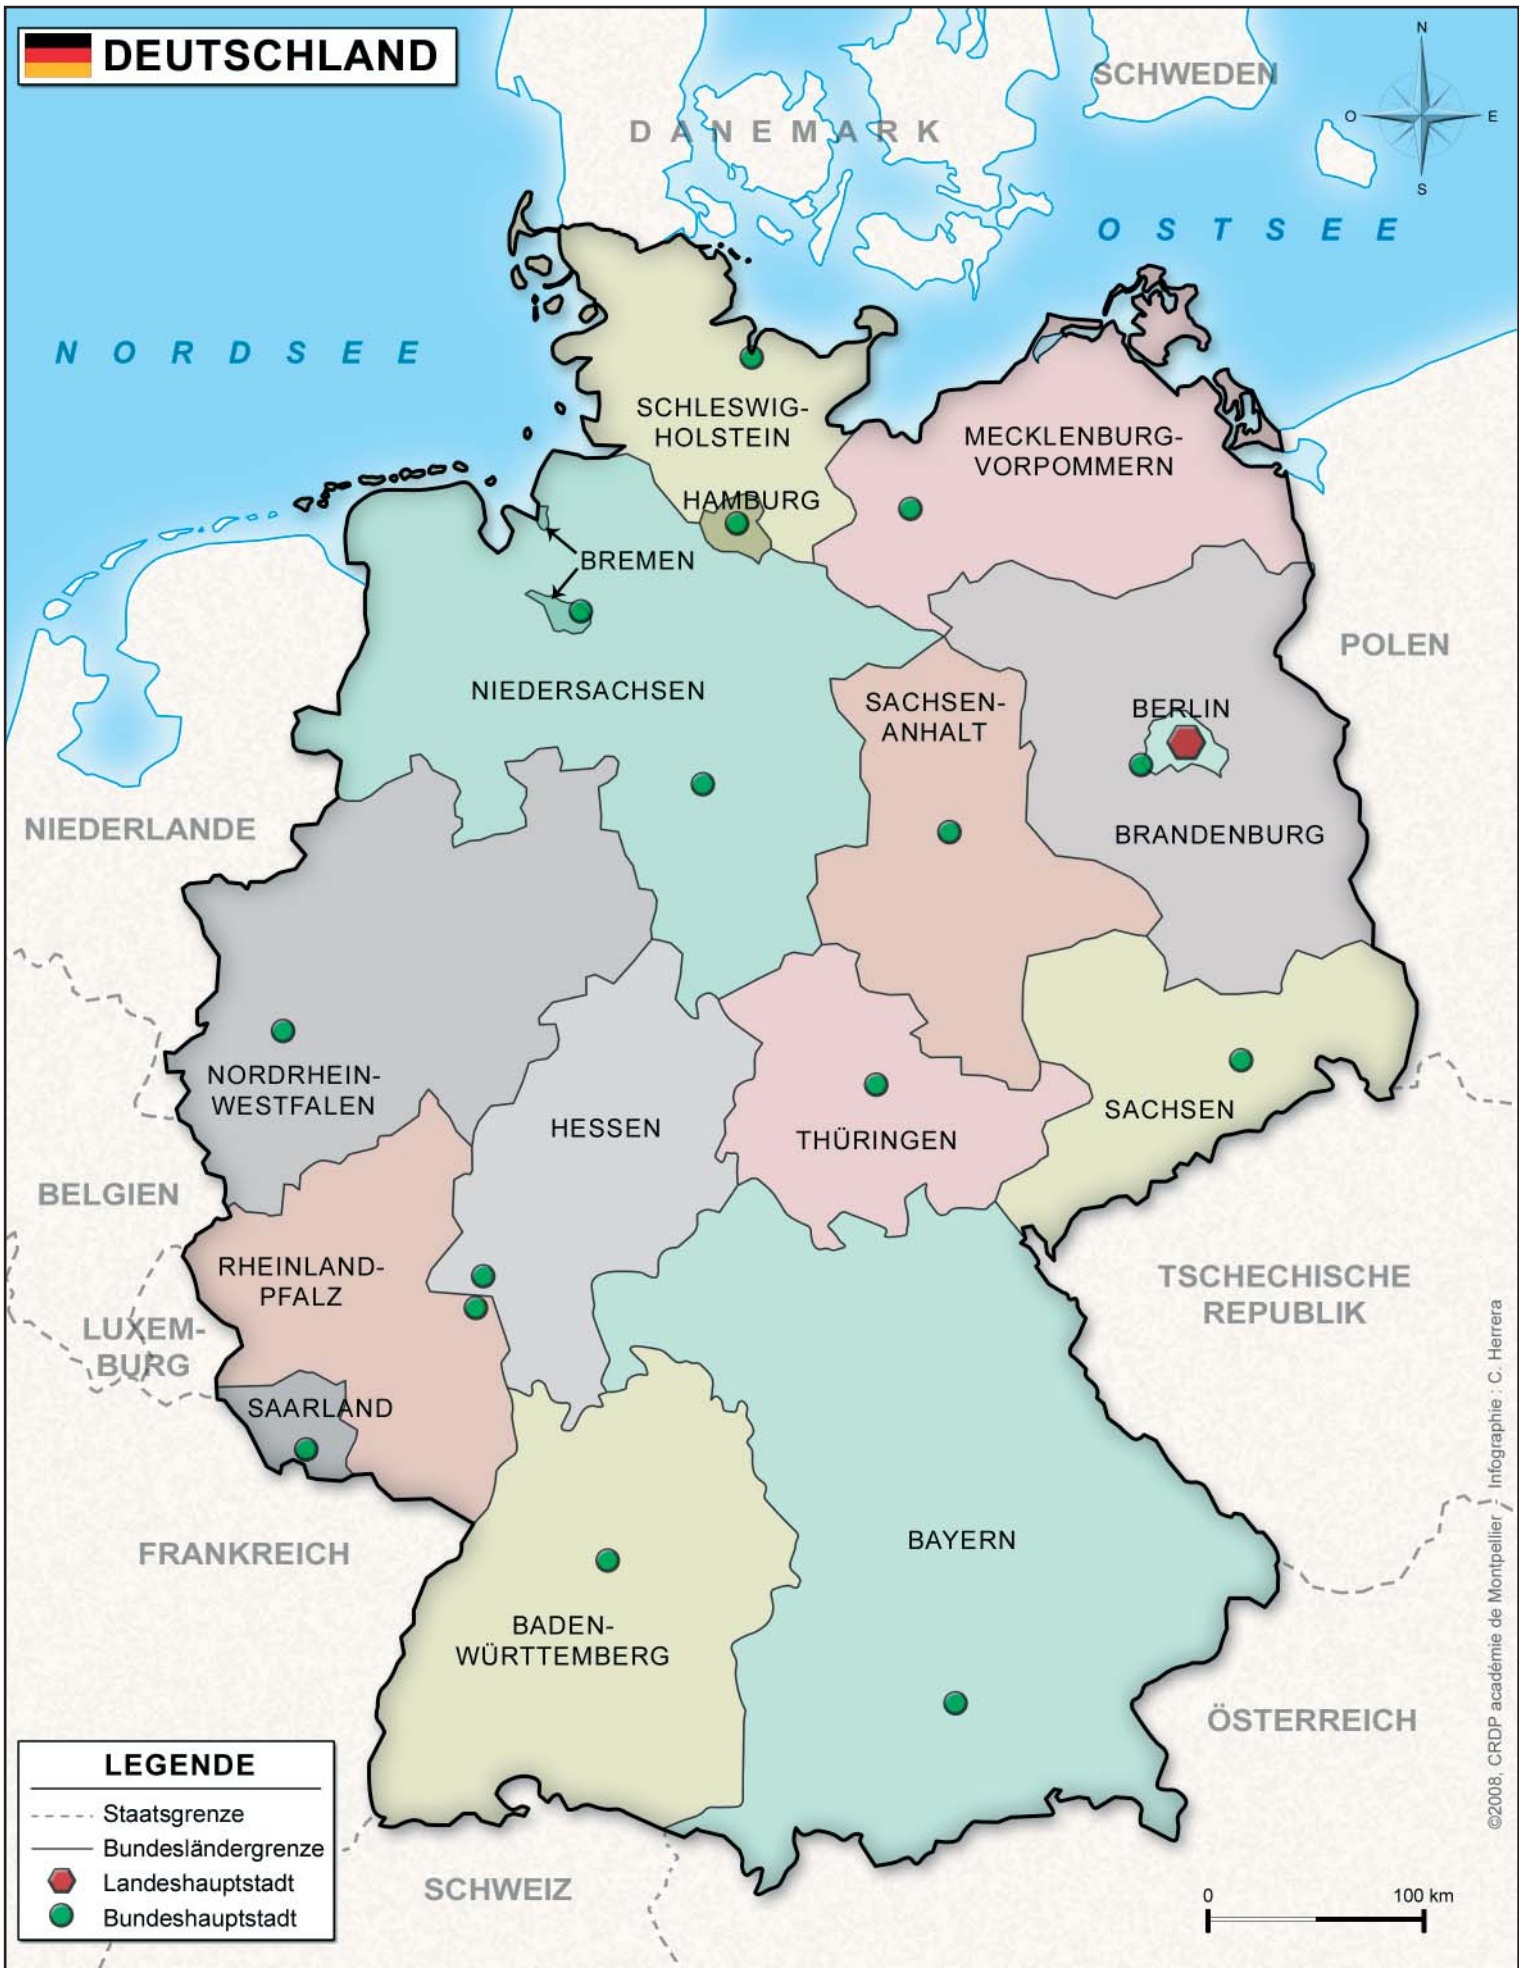 DEUTSCHLAND
SCHWEDEN
DANEMARK
N
O
E
S
OSTSEE
NORDSEE
SCHLESWIG-
HOLSTEIN
MECKLENBURG-
VORPOMMERN
HAMBURG
BREMEN
POLEN
NIEDERSACHSEN
SACHSEN-
ANHALT
BERLIN
NIEDERLANDE
BRANDENBURG
NORDRHEIN-
WESTFALEN
HESSEN
THÜRINGEN
SACHSEN
BELGIEN
RHEINLAND-
PFALZ
TSCHECHISCHE
REPUBLIK
LUXEM-
BURG
SAARLAND
FRANKREICH
BAYERN
BADEN-
WÜRTTEMBERG
ÖSTERREICH
SCHWEIZ
LEGENDE
Staatsgrenze
Bundesländergrenze
Landeshauptstadt
Bundeshauptstadt
0 100 km
©2008, CRDP académie de Montpellier - Infographie : C. Herrera